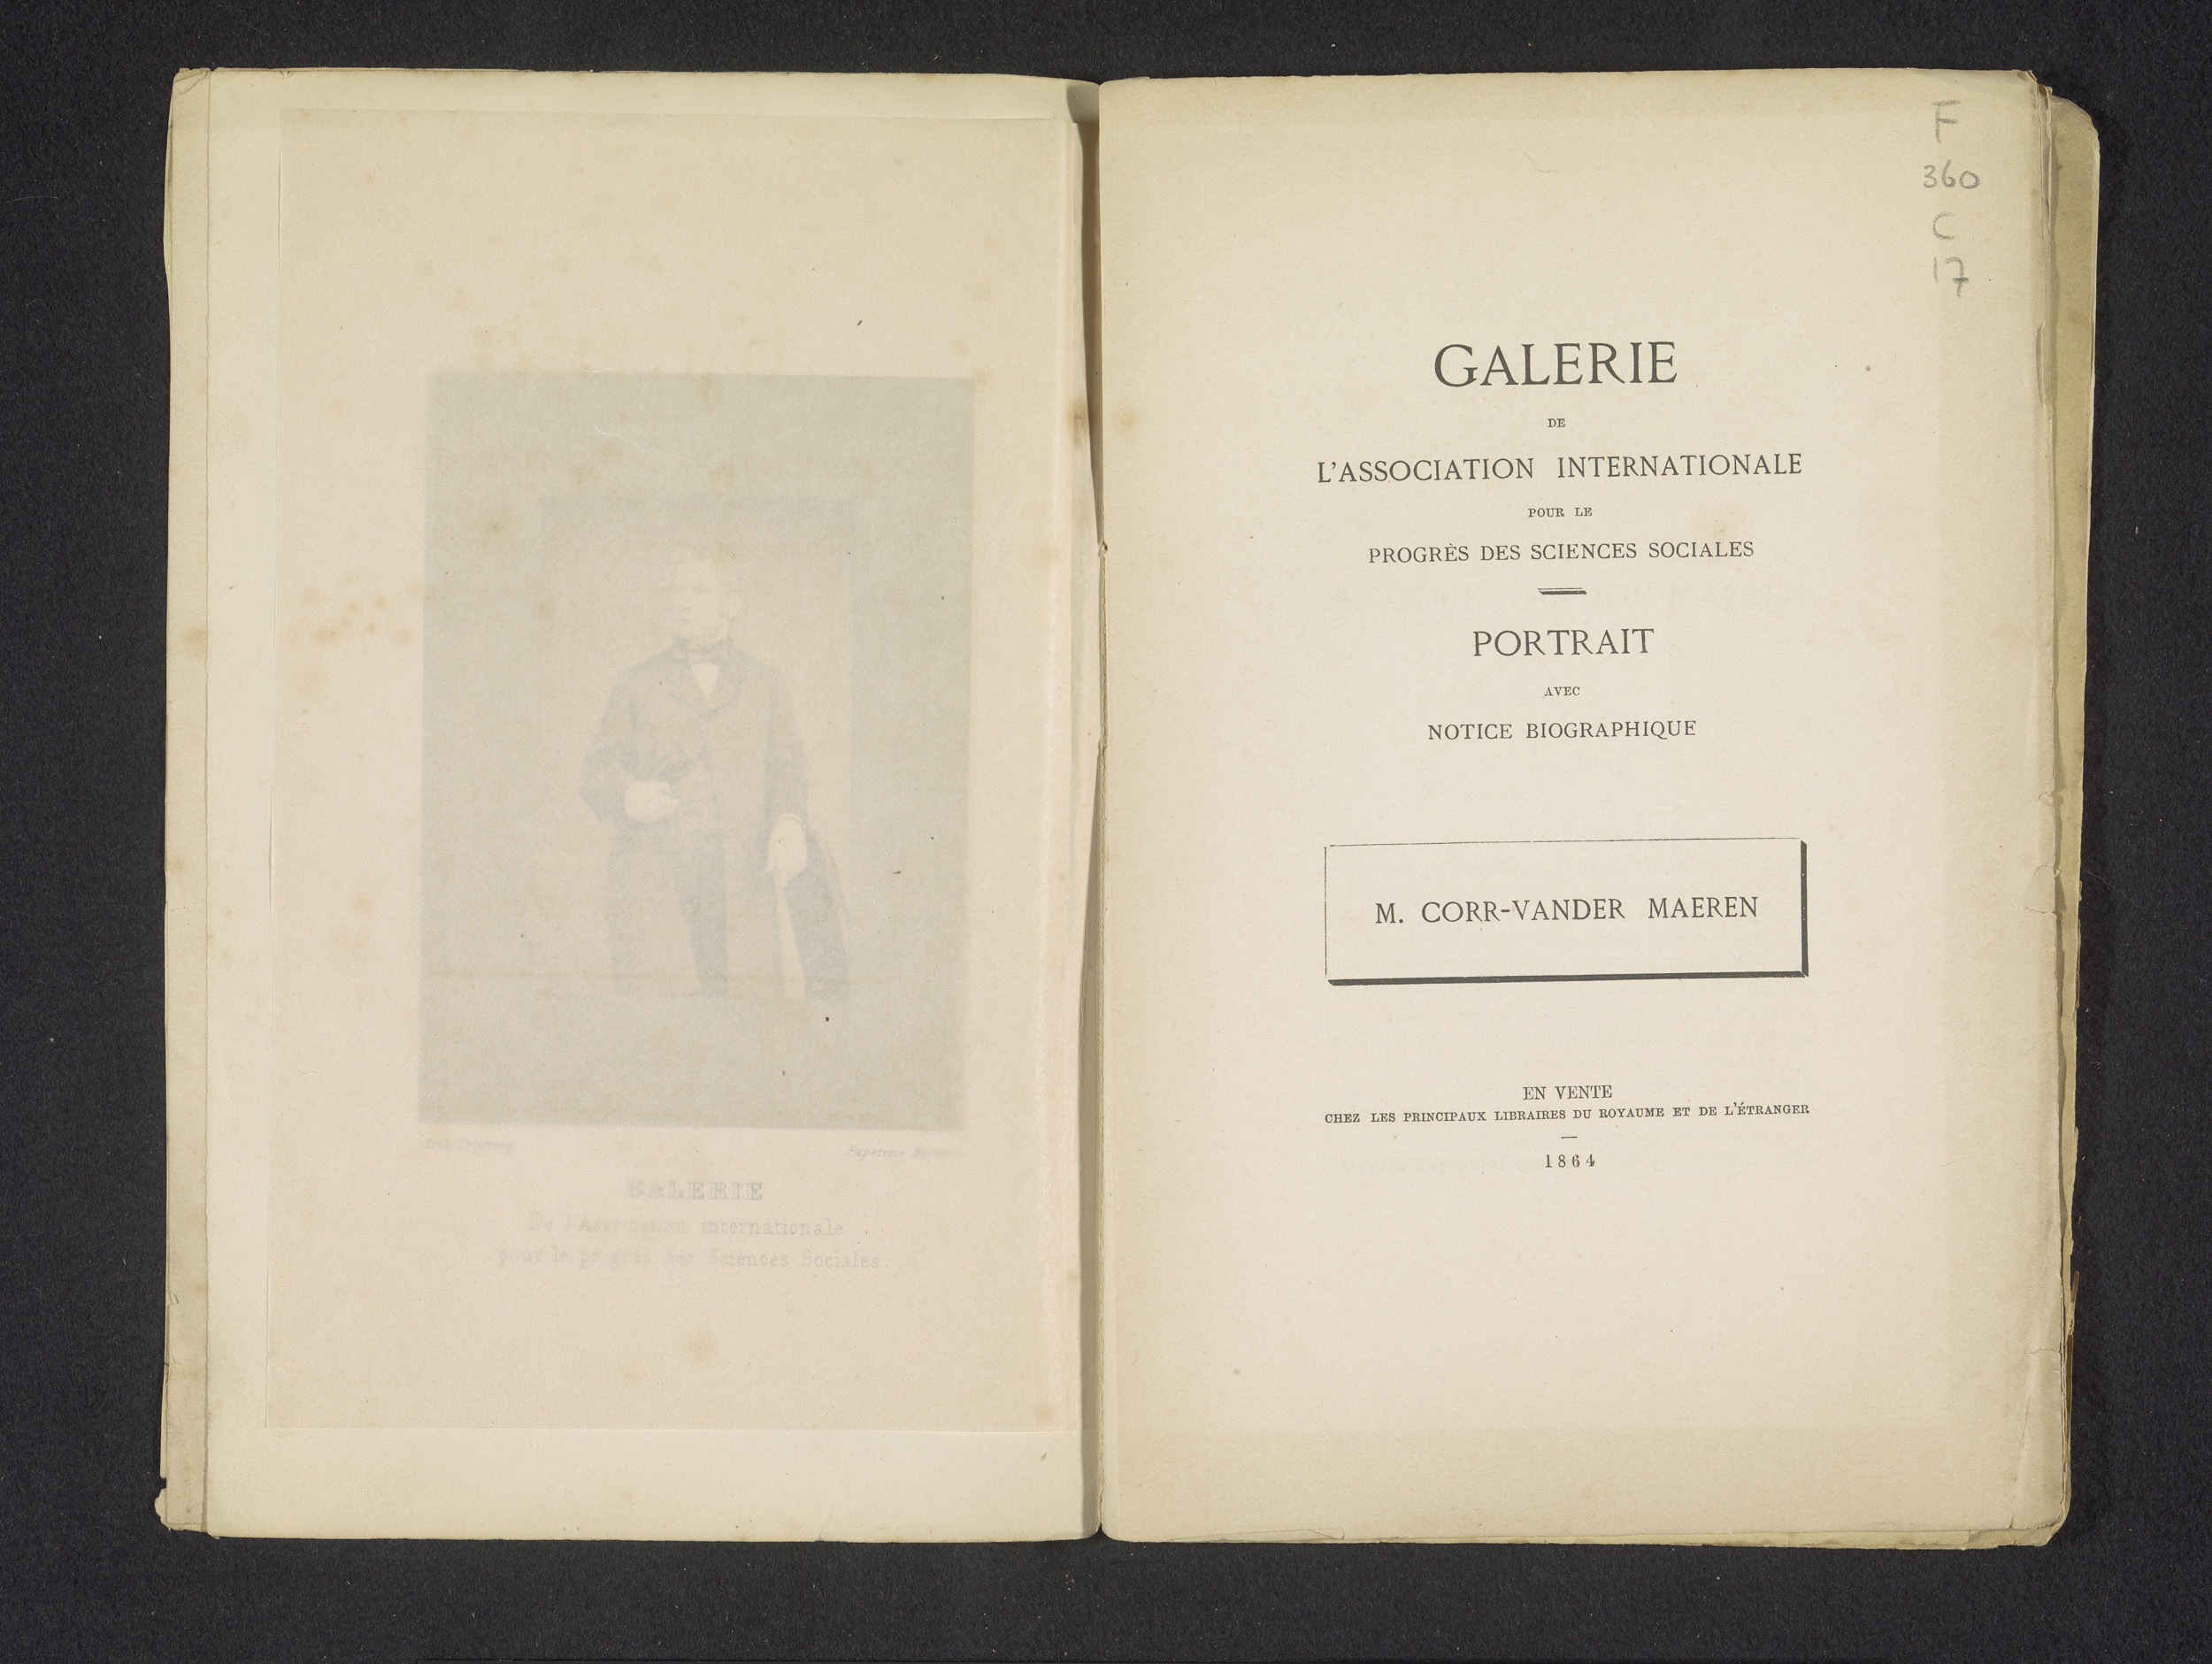 GALERIE
De l'Association internationale
pour le progrès des Sciences Sociales
F
360
C
17
GALERIE
DE
L'ASSOCIATION INTERNATIONALE
POUR LE
PROGRÈS DES SCIENCES SOCIALES
PORTRAIT
AVEC
NOTICE BIOGRAPHIQUE
M. CORR-VANDER MAEREN
EN VENTE
CHEZ LES PRINCIPAUX LIBRAIRES DU ROYAUME ET DE L'ÉTRANGER
1864